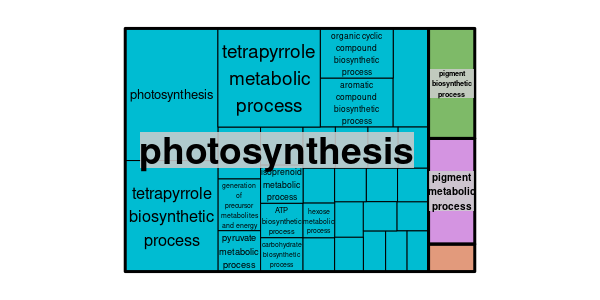 photosynthesis
tetrapyrrole
metabolic
process
organic cyclic
compound
biosynthetic
process
aromatic
compound
biosynthetic
process
pigment
biosynthetic
process
photosynthesis
tetrapyrrole
biosynthetic
process
isoprenoid
metabolic
process
generation
of
precursor
metabolites
and energy
ATP
biosynthetic
process
hexose
metabolic
process
pyruvate
metabolic
process
carbohydrate
biosynthetic
process
pigment
metabolic
process